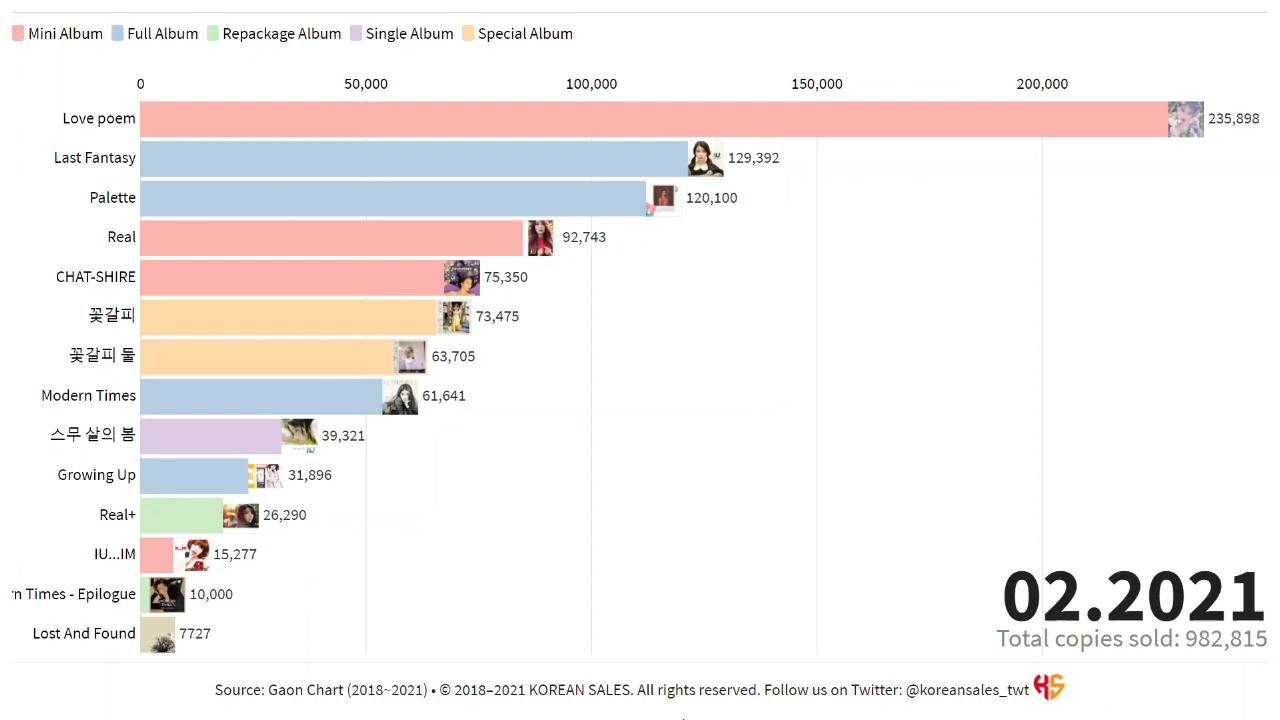 Mini Album Full Album Repackage Album Single Album Special Album
0 50,000 100,000 150,000 200,000
Love poem 235,898
Last Fantasy 129,392
Palette 120,100
Real 92,743
CHAT-SHIRE 75,350
꽃갈피 73,475
꽃갈피 둘 63,705
Modern Times 61,641
스무 살의 봄 39,321
Growing Up 31,896
Real+ 26,290
IU...IM 15,277
n Times - Epilogue 10,000
Lost And Found 7727
02.2021
Total copies sold: 982,815
Source: Gaon Chart (2018~2021) • © 2018–2021 KOREAN SALES. All rights reserved. Follow us on Twitter: @koreansales_twt